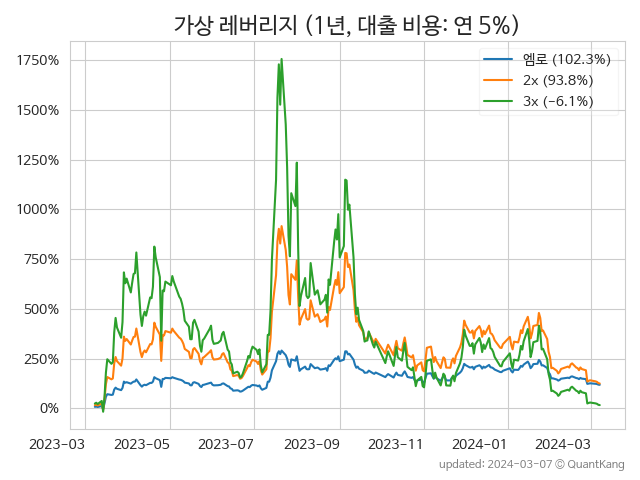 가상 레버리지 (1년, 대출 비용: 연 5%)
1750%
1500%
1250%
1000%
750%
500%
250%
0%
엠로 (102.3%)
2x (93.8%)
3x (−6.1%)
2023-03 2023-05 2023-07 2023-09 2023-11 2024-01 2024-03
updated: 2024-03-07 © QuantKang